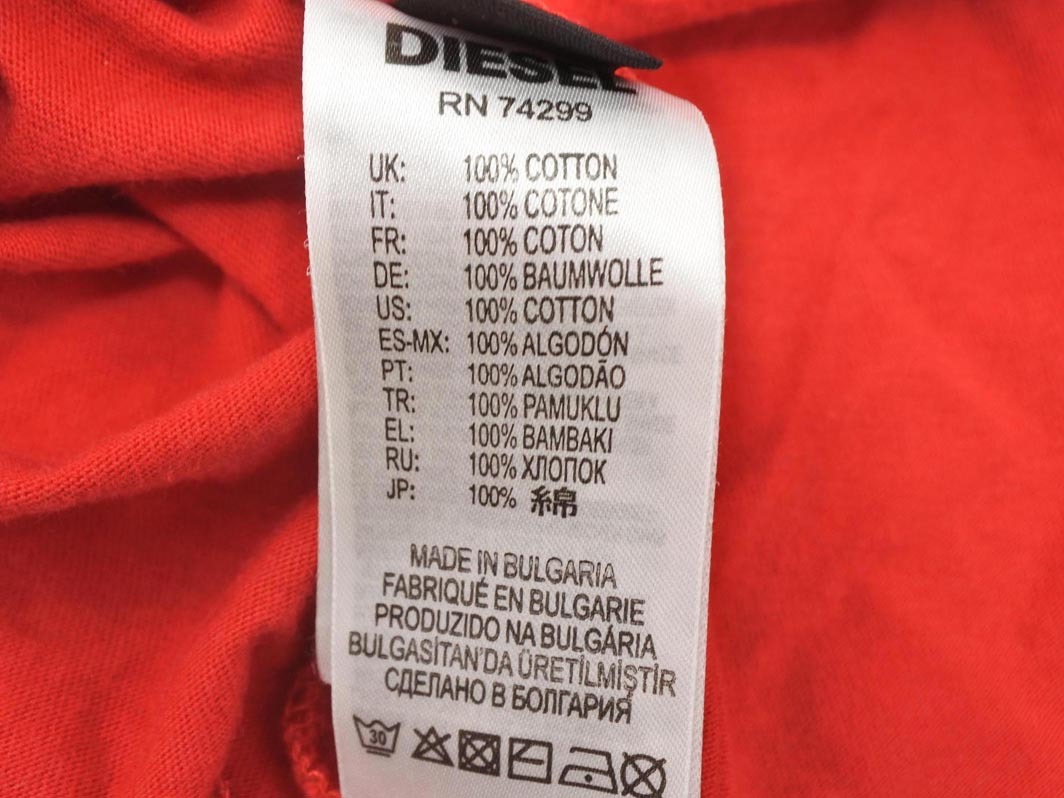 DIESEL
RN 74299
UK: 100% COTTON
IT: 100% COTONE
FR: 100% COTON
DE: 100% BAUMWOLLE
US: 100% COTTON
ES-MX: 100% ALGODÓN
PT: 100% ALGODÃO
TR: 100% PAMUKLU
EL: 100% BAMBAKI
RU: 100% ХЛОПОК
JP: 100% 綿
MADE IN BULGARIA
FABRIQUÉ EN BULGARIE
PRODUZIDO NA BULGÁRIA
BULGASİTAN'DA ÜRETİLMİŞTİR
СДЕЛАНО В БОЛГАРИЯ
30